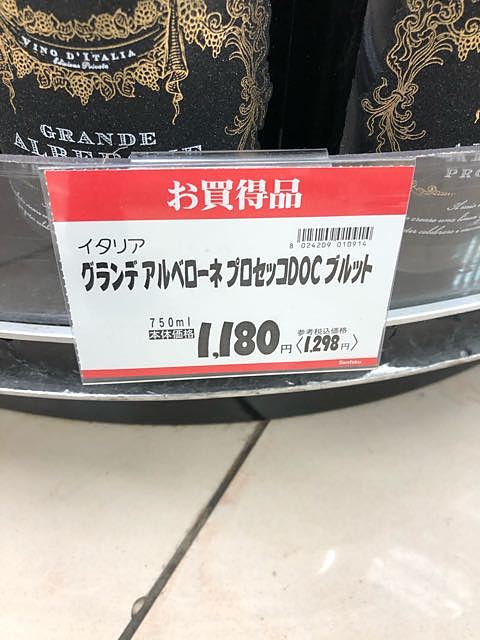 VINO D'ITALIA
Edizione Privata
GRANDE
お買得品
イタリア
8 024209 010914
グランデ アルベローネ プロセッコDOC ブルット
750ml
本体価格 1,180円
参考税込価格
〈1,298円〉
Sanfoku